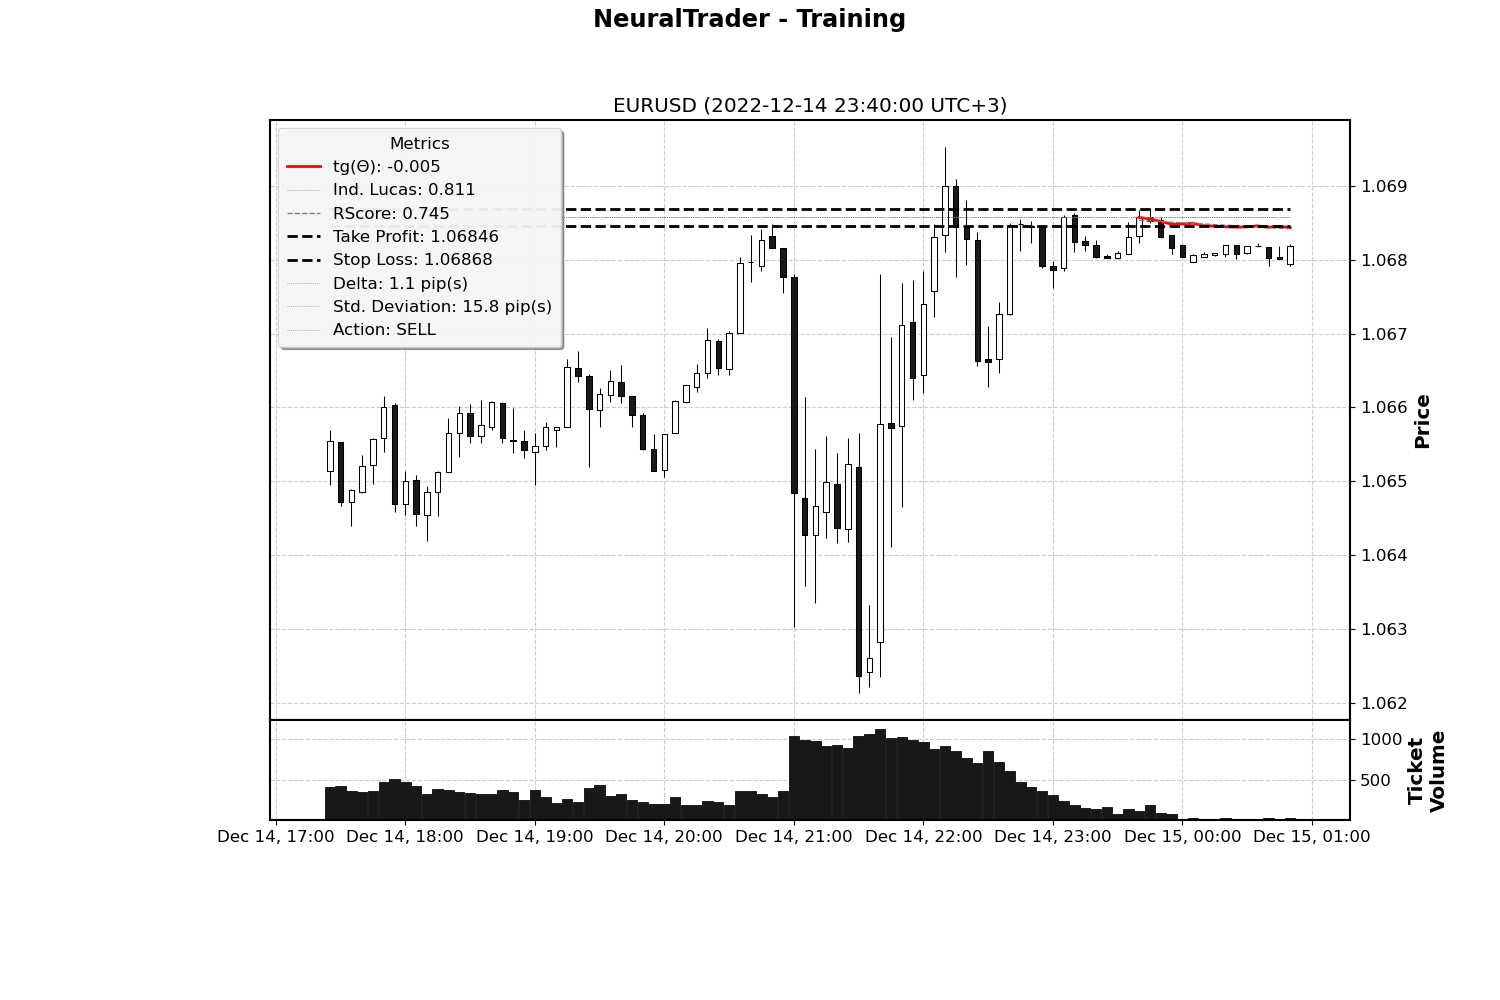 NeuralTrader - Training
EURUSD (2022-12-14 23:40:00 UTC+3)
Metrics
tg(Θ): -0.005
Ind. Lucas: 0.811
RScore: 0.745
Take Profit: 1.06846
Stop Loss: 1.06868
Delta: 1.1 pip(s)
Std. Deviation: 15.8 pip(s)
Action: SELL
1.069
1.068
1.067
1.066
1.065
1.064
1.063
1.062
Price
1000
500
Ticket
Volume
Dec 14, 17:00 Dec 14, 18:00 Dec 14, 19:00 Dec 14, 20:00 Dec 14, 21:00 Dec 14, 22:00 Dec 14, 23:00 Dec 15, 00:00 Dec 15, 01:00